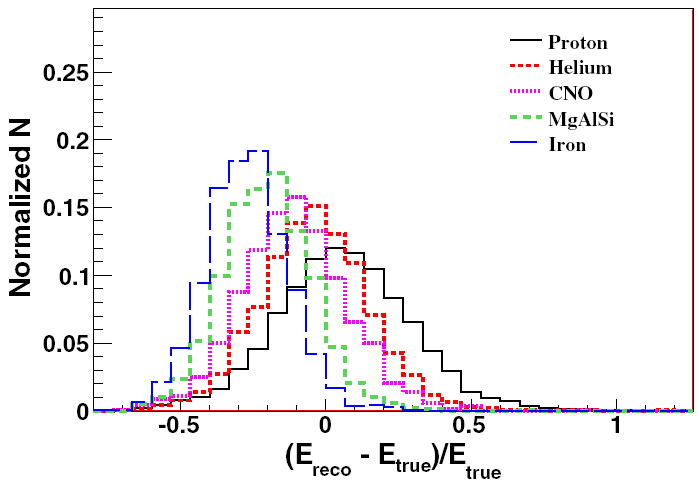 Normalized N
0.25
0.2
0.15
0.1
0.05
0
Proton
Helium
CNO
MgAlSi
Iron
-0.5 0 0.5 1
(E_reco - E_true)/E_true